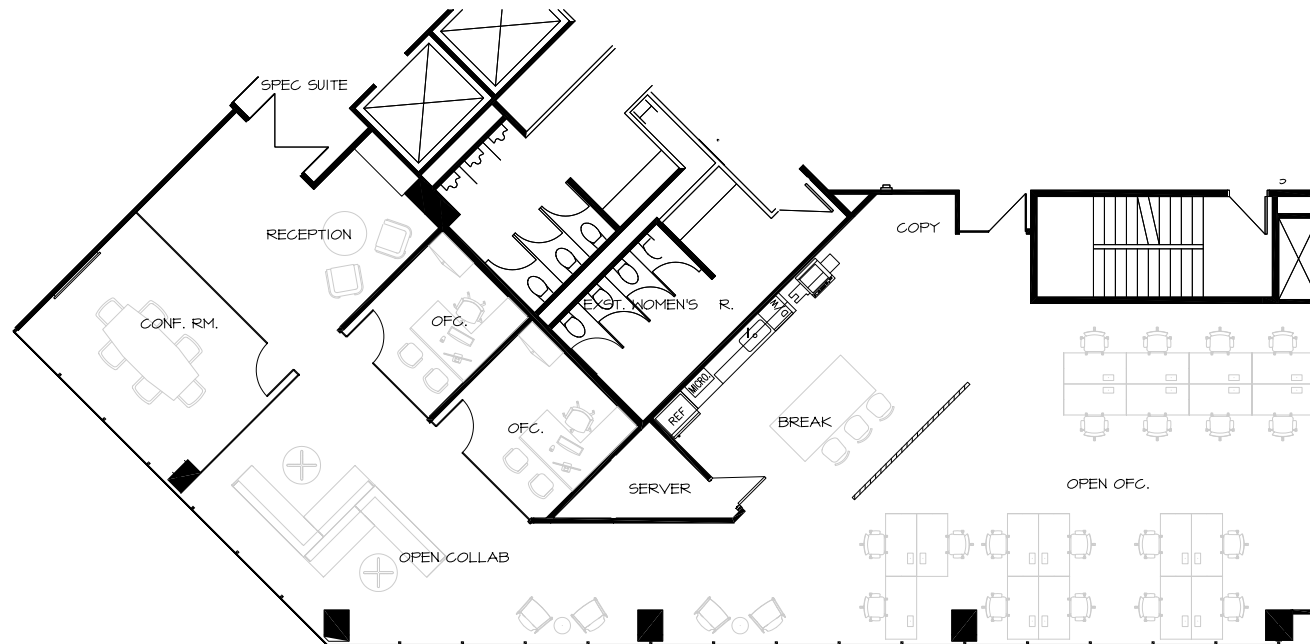 SPEC SUITE
RECEPTION
COPY
CONF. RM.
OFC.
EXST. WOMEN'S R.
MICRO.
REF
OFC.
BREAK
SERVER
OPEN OFC.
OPEN COLLAB